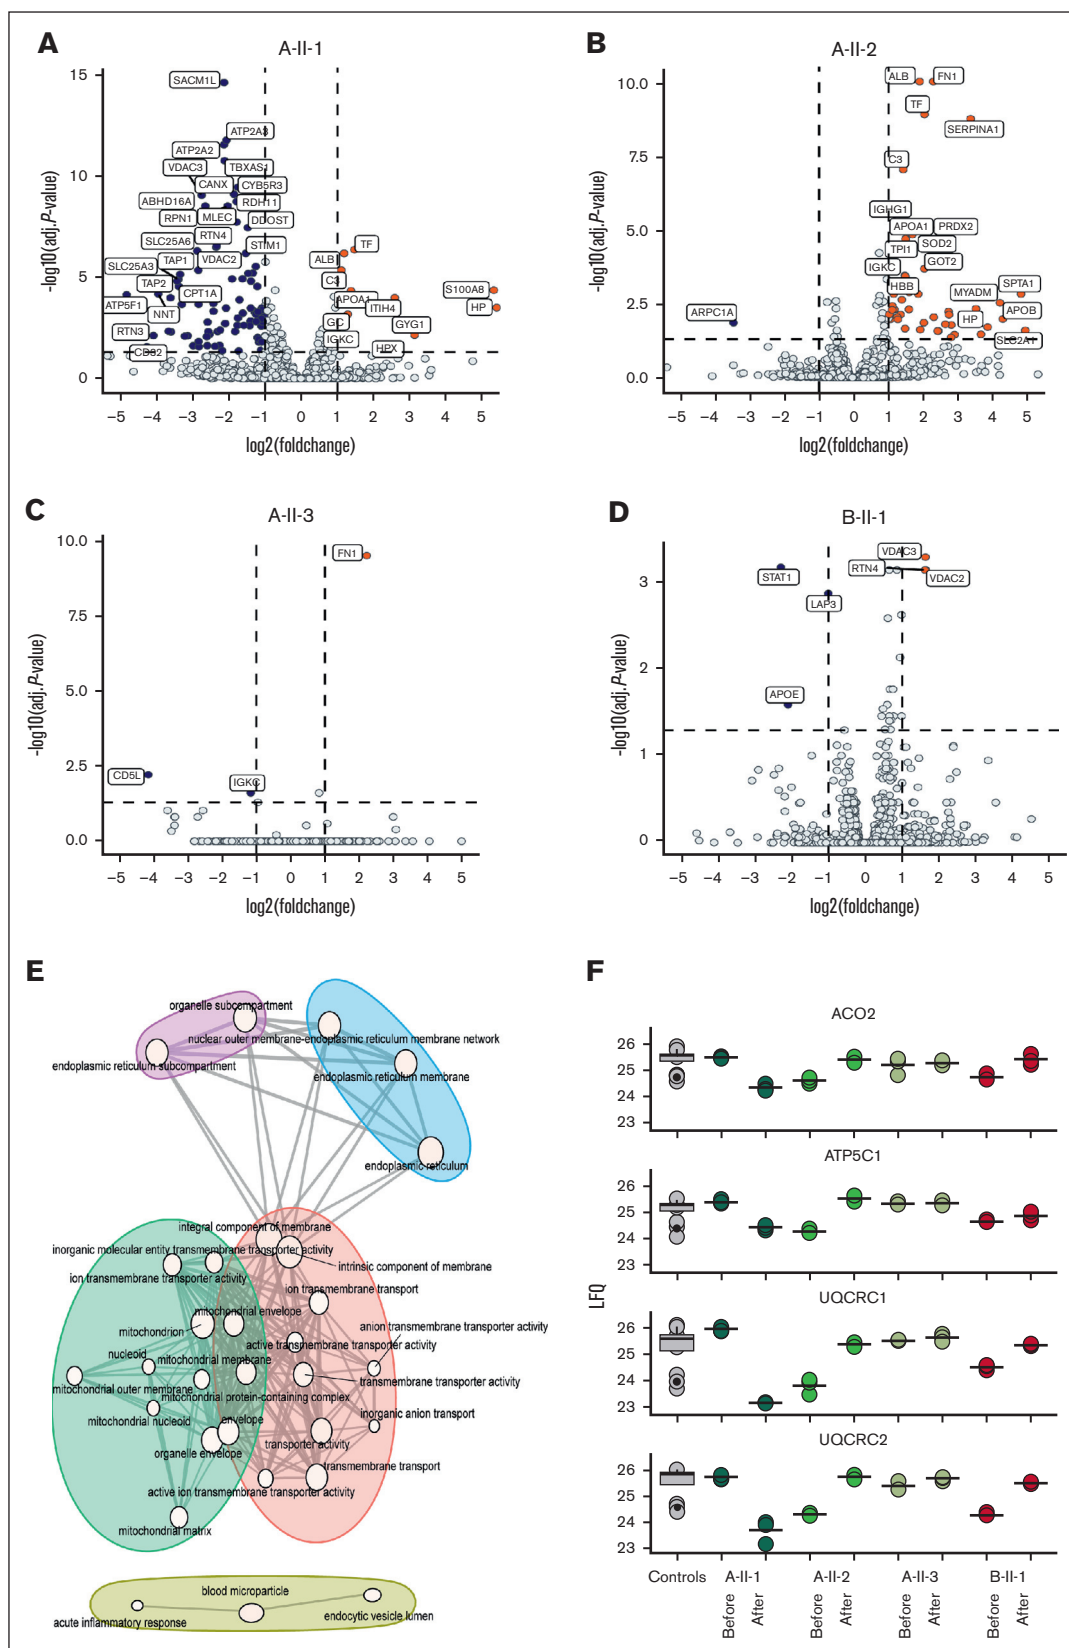 A
A-II-1
-log10(adj.P-value)
15
10
5
0
SACM1L
ATP2A3
ATP2A2
VDAC3
TBXAS1
CANX
CYB5R3
ABHD16A
RDH11
RPN1
MLEC
DDOST
SLC25A6
RTN4
STIM1
TF
SLC25A3
TAP1
VDAC2
ALB
TAP2
C3
S100A8
CPT1A
APOA1
ATP5F1
ITIH4
HP
NNT
GC
GYG1
RTN3
IGKC
CD32
HPX
−5 −4 −3 −2 −1 0 1 2 3 4 5
log2(foldchange)
B
A-II-2
-log10(adj.P-value)
10.0
7.5
5.0
2.5
0.0
ALB
FN1
TF
SERPINA1
C3
IGHG1
APOA1
PRDX2
TPI1
SOD2
IGKC
GOT2
HBB
MYADM
SPTA1
ARPC1A
HP
APOB
SLC2A1
−5 −4 −3 −2 −1 0 1 2 3 4 5
log2(foldchange)
C
A-II-3
-log10(adj.P-value)
10.0
7.5
5.0
2.5
0.0
FN1
CD5L
IGKC
−5 −4 −3 −2 −1 0 1 2 3 4 5
log2(foldchange)
D
B-II-1
-log10(adj.P-value)
3
2
1
0
VDAC3
RTN4
STAT1
VDAC2
LAP3
APOE
−5 −4 −3 −2 −1 0 1 2 3 4 5
log2(foldchange)
E
organelle subcompartment
nuclear outer membrane-endoplasmic reticulum membrane network
endoplasmic reticulum subcompartment
endoplasmic reticulum membrane
endoplasmic reticulum
integral component of membrane
inorganic molecular entity transmembrane transporter activity
intrinsic component of membrane
ion transmembrane transporter activity
ion transmembrane transport
mitochondrial envelope
anion transmembrane transporter activity
mitochondrion
active transmembrane transporter activity
nucleoid
mitochondrial membrane
transmembrane transporter activity
mitochondrial outer membrane
mitochondrial protein-containing complex
mitochondrial nucleoid
inorganic anion transport
envelope
transporter activity
organelle envelope
transmembrane transport
active ion transmembrane transporter activity
mitochondrial matrix
blood microparticle
acute inflammatory response
endocytic vesicle lumen
F
LFQ
ACO2
26
25
24
23
ATP5C1
26
25
24
23
UQCRC1
26
25
24
23
UQCRC2
26
25
24
23
Controls
A-II-1
A-II-2
A-II-3
B-II-1
Before
After
Before
After
Before
After
Before
After